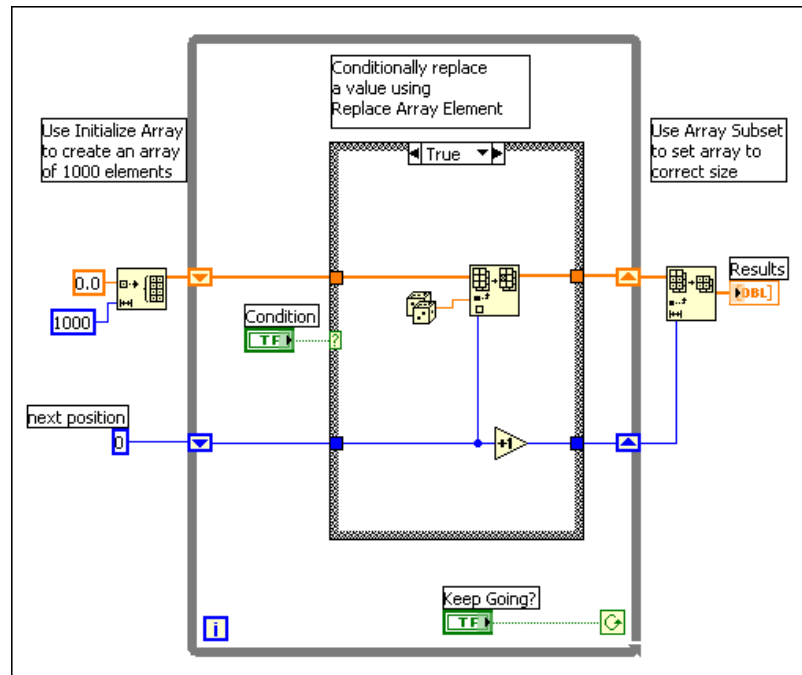 Conditionally replace
a value using
Replace Array Element
Use Initialize Array
to create an array
of 1000 elements
Use Array Subset
to set array to
correct size
True
0.0
1000
Condition
TF
?
Results
DBL]
next position
0
+1
Keep Going?
TF
i